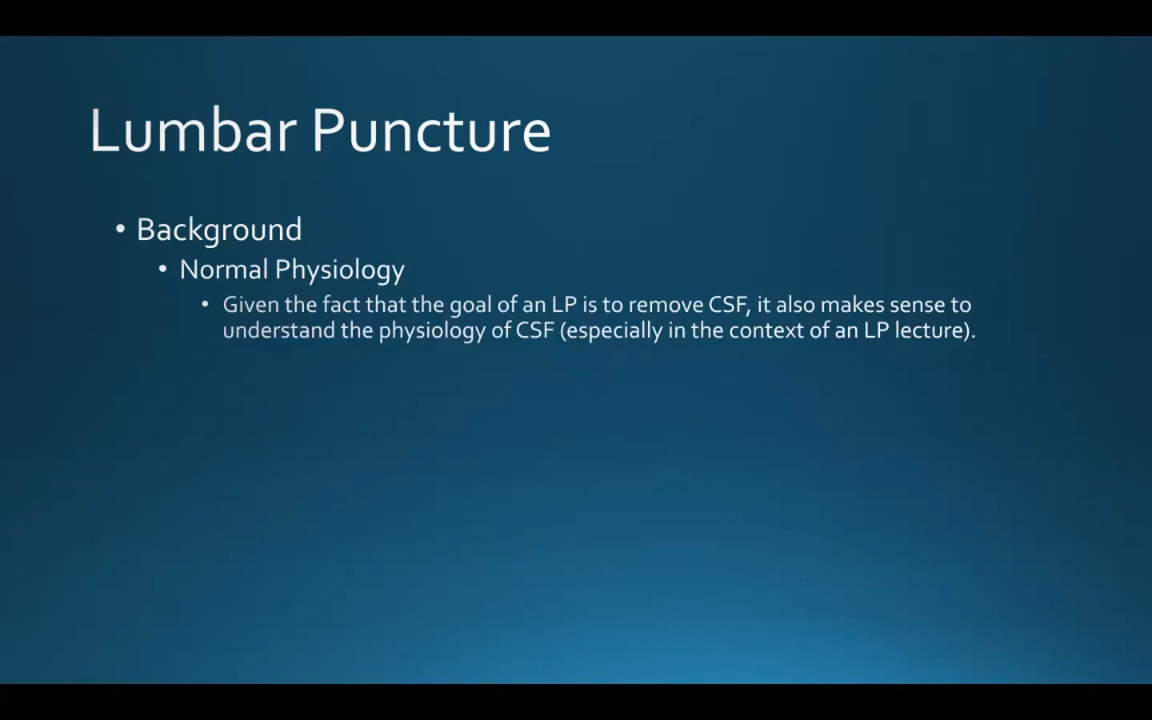 Lumbar Puncture
• Background
• Normal Physiology
• Given the fact that the goal of an LP is to remove CSF, it also makes sense to
understand the physiology of CSF (especially in the context of an LP lecture).